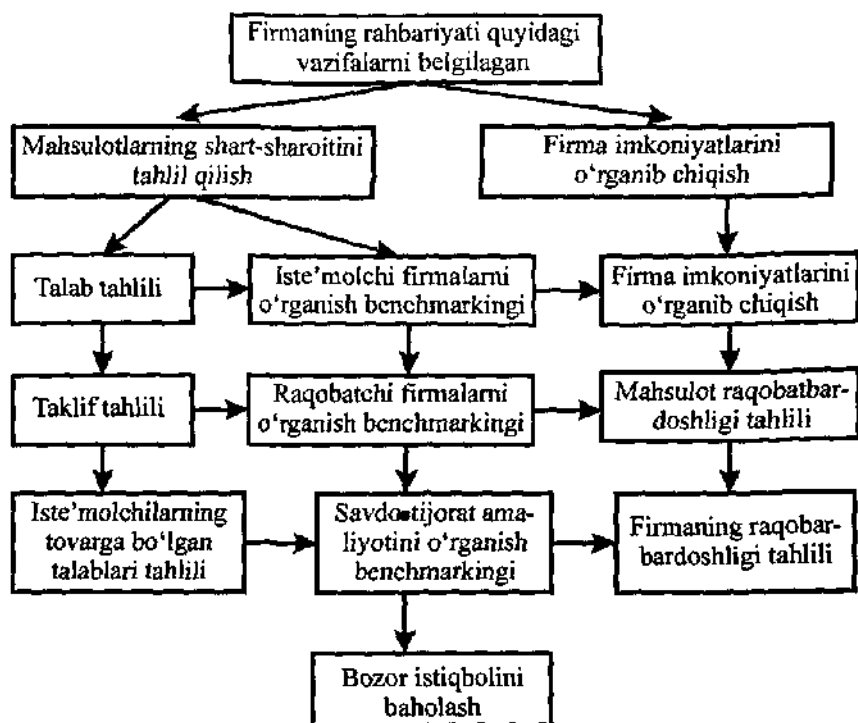 Firmaning rahbariyati quyidagi
vazifalarni belgilagan
Mahsulotlarning shart-sharoitini
tahlil qilish
Firma imkoniyatlarini
o‘rganib chiqish
Talab tahlili
Iste’molchi firmalarni
o‘rganish benchmarkingi
Firma imkoniyatlarini
o‘rganib chiqish
Taklif tahlili
Raqobatchi firmalarni
o‘rganish benchmarkingi
Mahsulot raqobatbar-
doshligi tahlili
Iste’molchilarning
tovarga bo‘lgan
talablari tahlili
Savdo-tijorat ama-
liyotini o‘rganish
benchmarkingi
Firmaning raqobar-
bardoshligi tahlili
Bozor istiqbolini
baholash